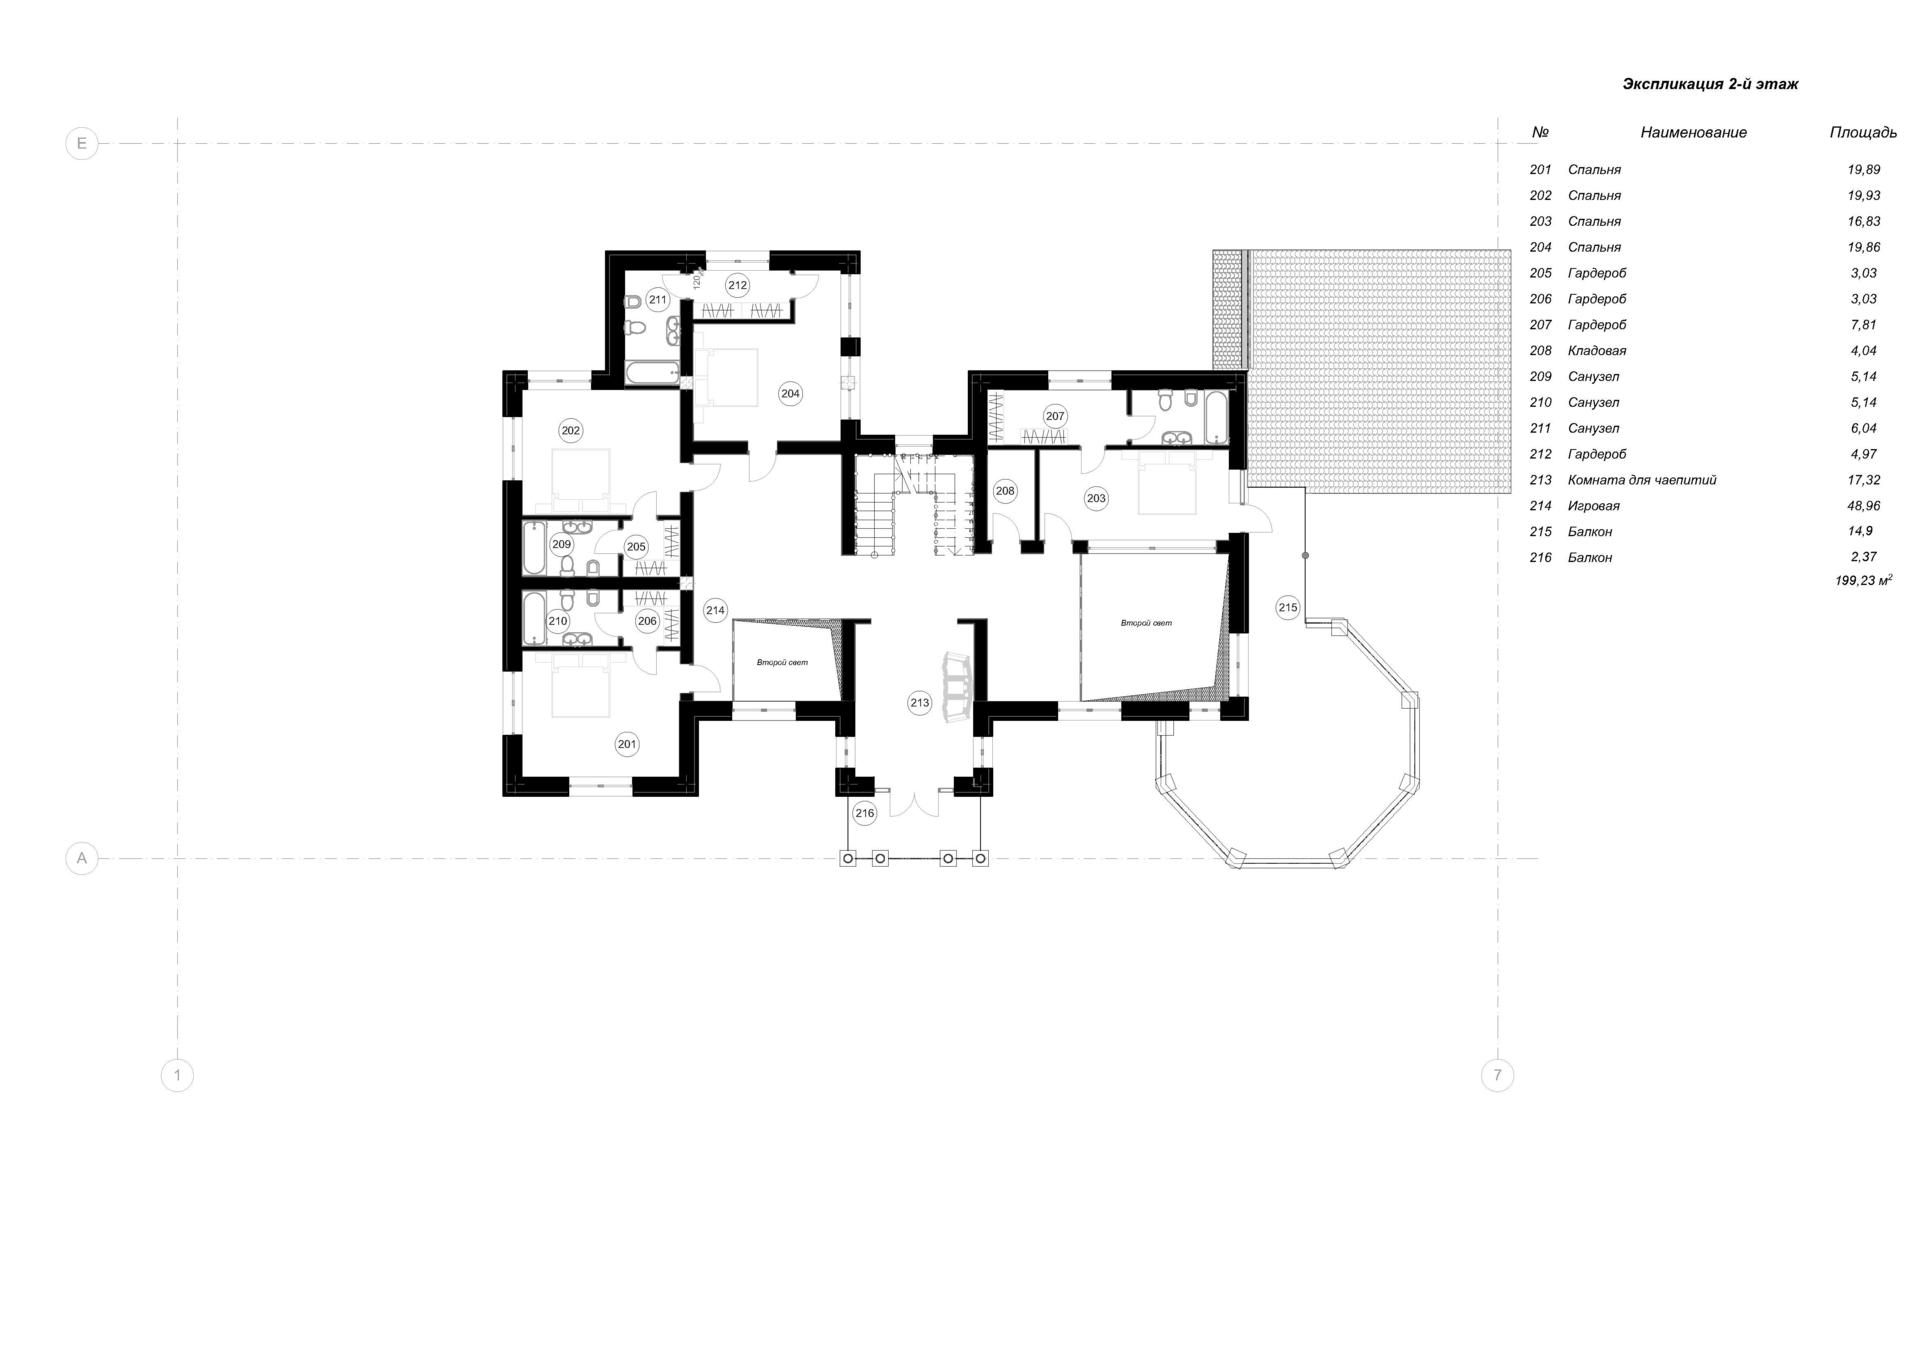 Экспликация 2-й этаж
№ Наименование Площадь
201 Спальня 19,89
202 Спальня 19,93
203 Спальня 16,83
204 Спальня 19,86
205 Гардероб 3,03
206 Гардероб 3,03
207 Гардероб 7,81
208 Кладовая 4,04
209 Санузел 5,14
210 Санузел 5,14
211 Санузел 6,04
212 Гардероб 4,97
213 Комната для чаепитий 17,32
214 Игровая 48,96
215 Балкон 14,9
216 Балкон 2,37
199,23 м²
E
120
212
211
204
202
207
208
203
209
205
210
206
214
Второй свет
215
Второй свет
213
201
216
A
1
7